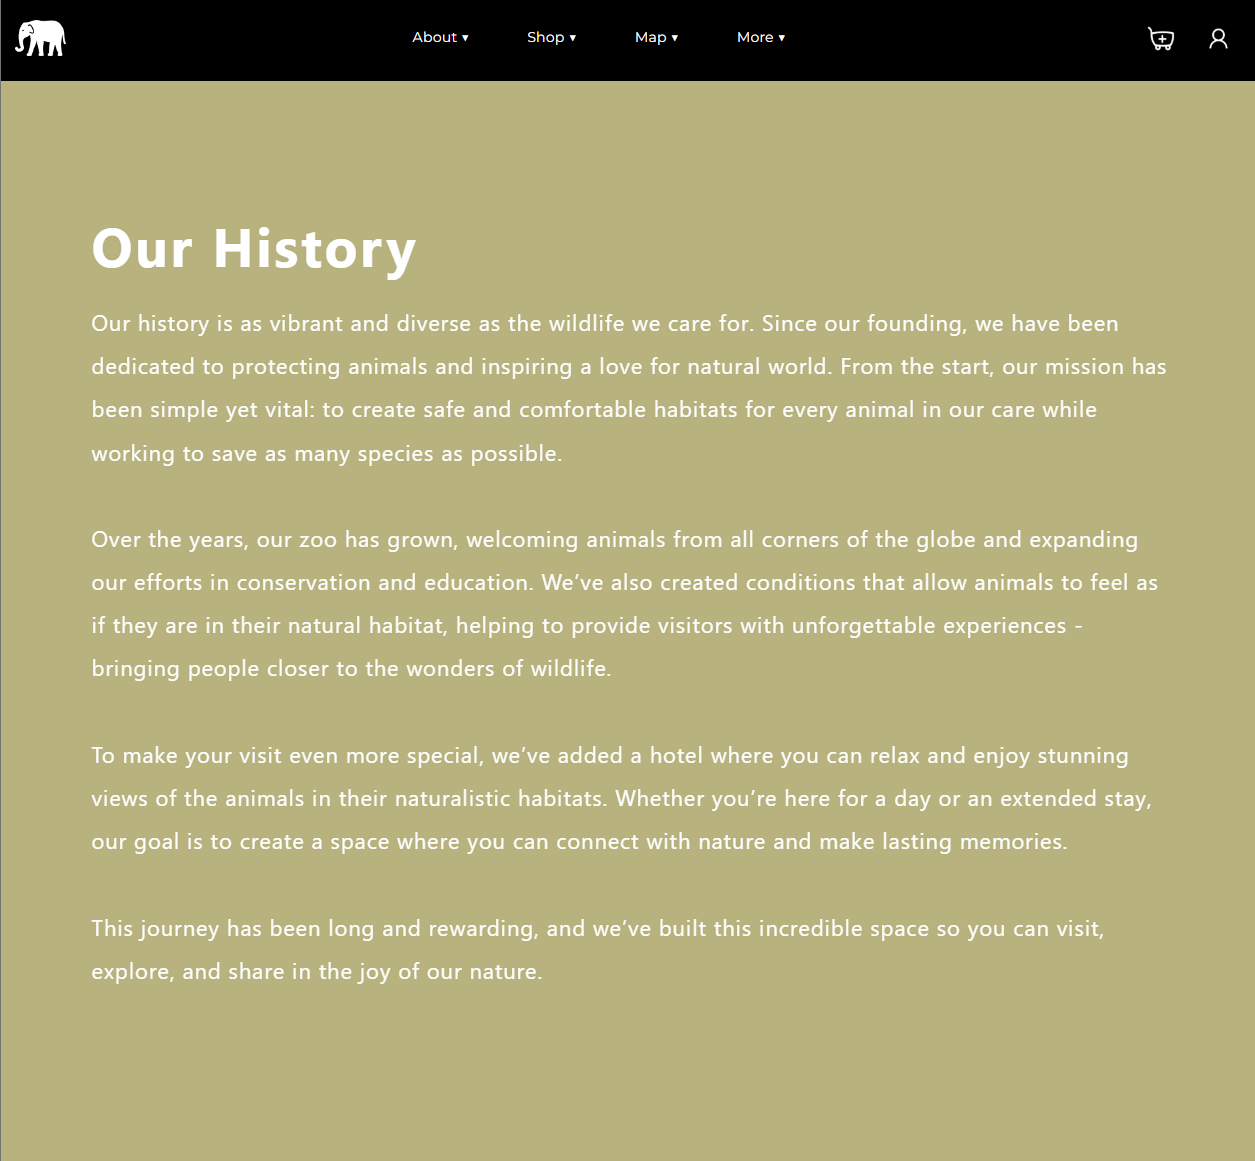 About ▾
Shop ▾
Map ▾
More ▾
Our History
Our history is as vibrant and diverse as the wildlife we care for. Since our founding, we have been
dedicated to protecting animals and inspiring a love for natural world. From the start, our mission has
been simple yet vital: to create safe and comfortable habitats for every animal in our care while
working to save as many species as possible.
Over the years, our zoo has grown, welcoming animals from all corners of the globe and expanding
our efforts in conservation and education. We’ve also created conditions that allow animals to feel as
if they are in their natural habitat, helping to provide visitors with unforgettable experiences -
bringing people closer to the wonders of wildlife.
To make your visit even more special, we’ve added a hotel where you can relax and enjoy stunning
views of the animals in their naturalistic habitats. Whether you’re here for a day or an extended stay,
our goal is to create a space where you can connect with nature and make lasting memories.
This journey has been long and rewarding, and we’ve built this incredible space so you can visit,
explore, and share in the joy of our nature.